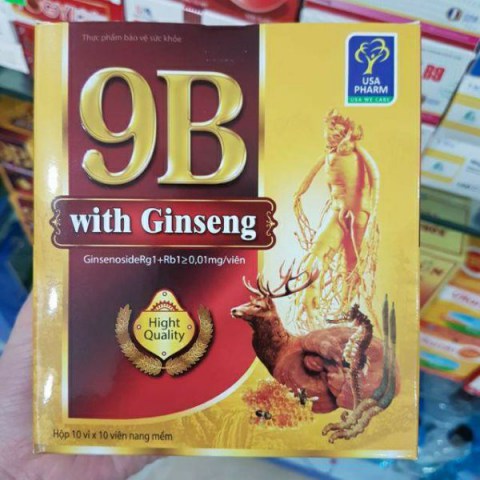 Thực phẩm bảo vệ sức khỏe
USA
PHARM
USA WE CARE
9B
with Ginseng
GinsenosideRg1+Rb1≥0,01mg/viên
Hight
Quality
Hộp 10 vỉ x 10 viên nang mềm
B9